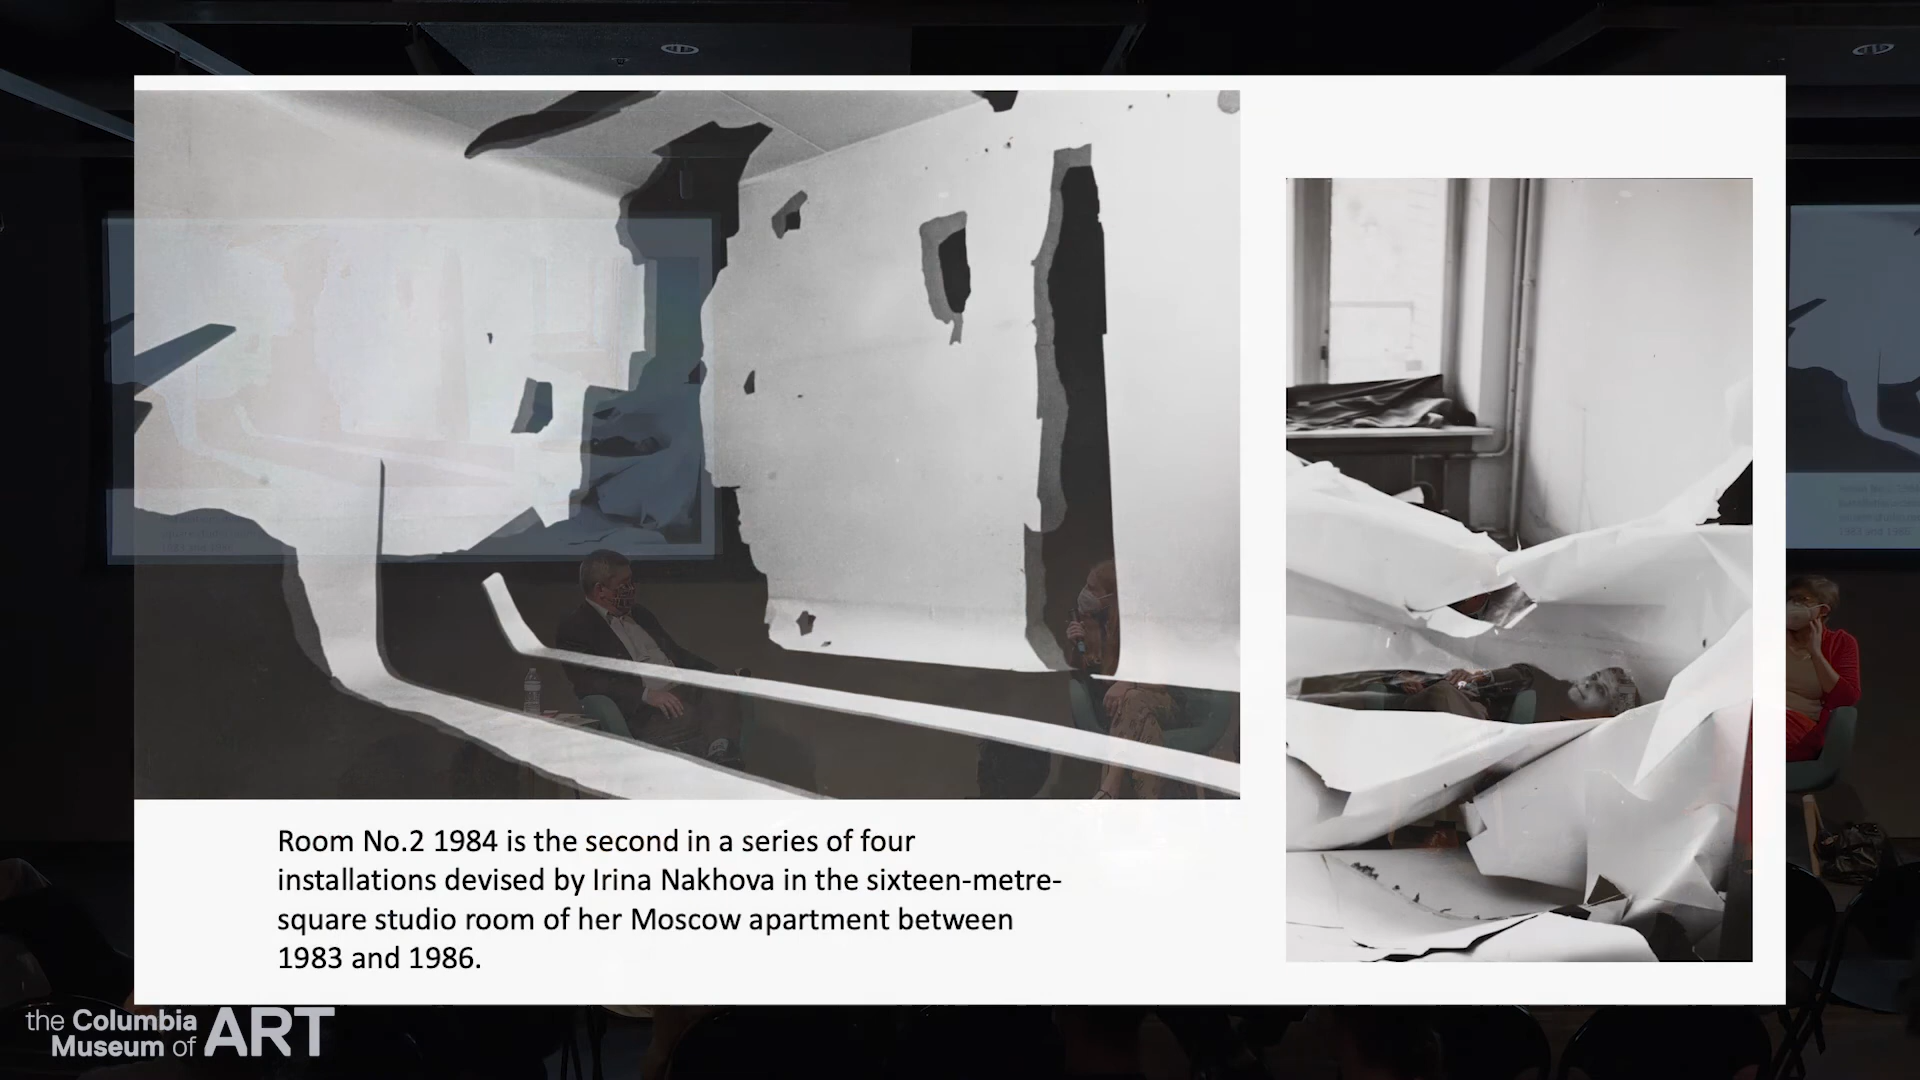 Room No.2 1984 is the second in a series of four
installations devised by Irina Nakhova in the sixteen-metre-
square studio room of her Moscow apartment between
1983 and 1986.
the Columbia
Museum of ART